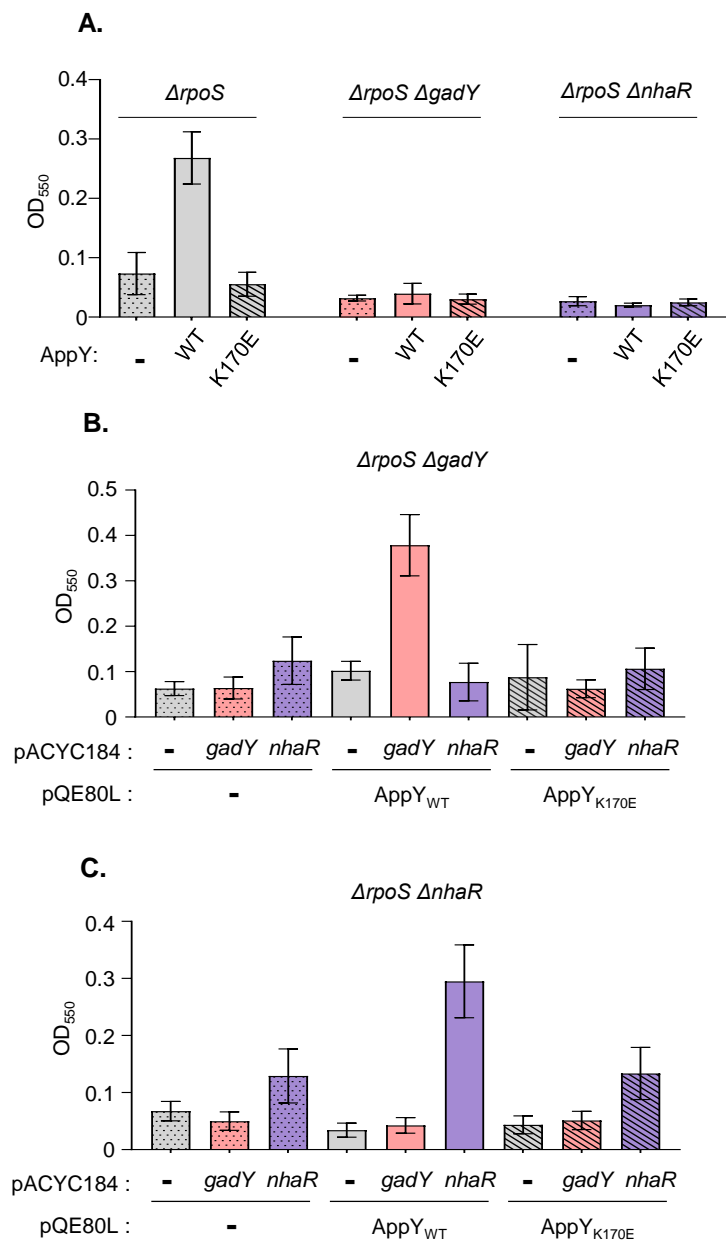 A.
ΔrpoS ΔrpoS ΔgadY ΔrpoS ΔnhaR
0.4
0.3
0.2
0.1
0
OD550
AppY: - WT K170E - WT K170E - WT K170E
B.
ΔrpoS ΔgadY
0.5
0.4
0.3
0.2
0.1
0
OD550
pACYC184 : - gadY nhaR - gadY nhaR - gadY nhaR
pQE80L : - AppYWT AppYK170E
C.
ΔrpoS ΔnhaR
0.4
0.3
0.2
0.1
0
OD550
pACYC184 : - gadY nhaR - gadY nhaR - gadY nhaR
pQE80L : - AppYWT AppYK170E